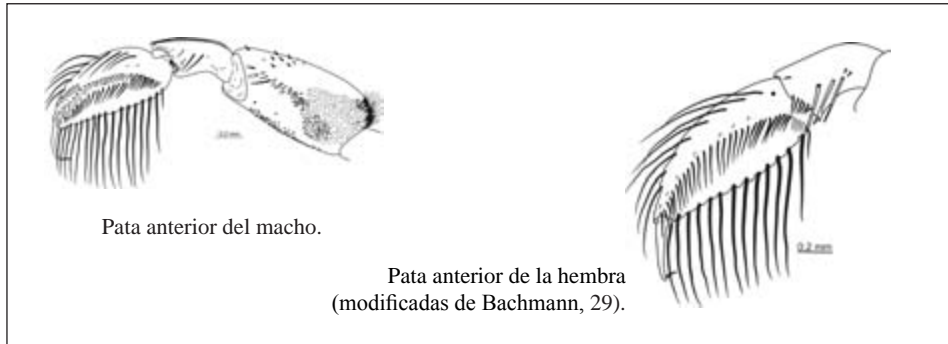 Pata anterior del macho.
0.2 mm
Pata anterior de la hembra
(modificadas de Bachmann, 29).